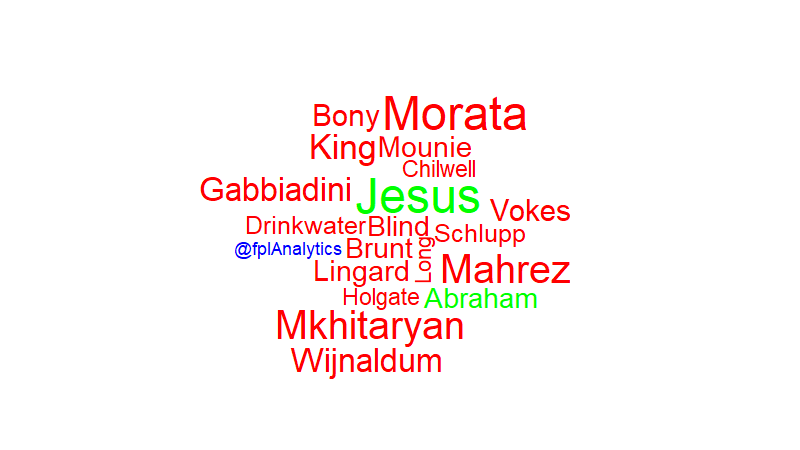 Bony Morata
King Mounie
Chilwell
Gabbiadini Jesus
Vokes
Drinkwater Blind
Schlupp
@fplAnalytics Brunt
Long
Lingard Mahrez
Holgate Abraham
Mkhitaryan
Wijnaldum